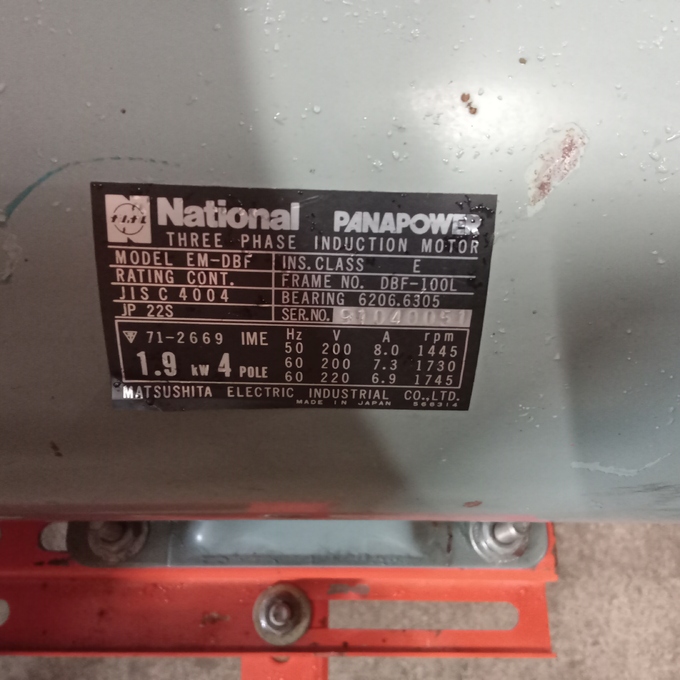 National PANAPOWER
THREE PHASE INDUCTION MOTOR
MODEL EM-DBF INS.CLASS E
RATING CONT. FRAME NO. DBF-100L
JIS C 4004 BEARING 6206.6305
JP 22S SER.NO. 91040051
71-2669 IME Hz V A rpm
50 200 8.0 1445
1.9 kW 4 POLE 60 200 7.3 1730
60 220 6.9 1745
MATSUSHITA ELECTRIC INDUSTRIAL CO.,LTD.
MADE IN JAPAN